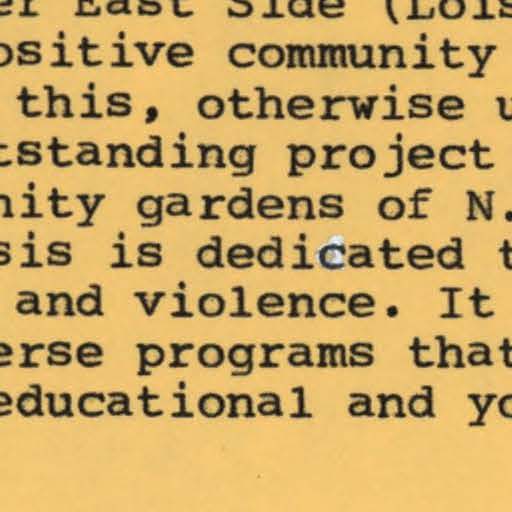 er East Side (Lois
ositive community
this, otherwise u
tstanding project
nity gardens of N.
sis is dedicated t
and violence. It
erse programs that
educational and yo